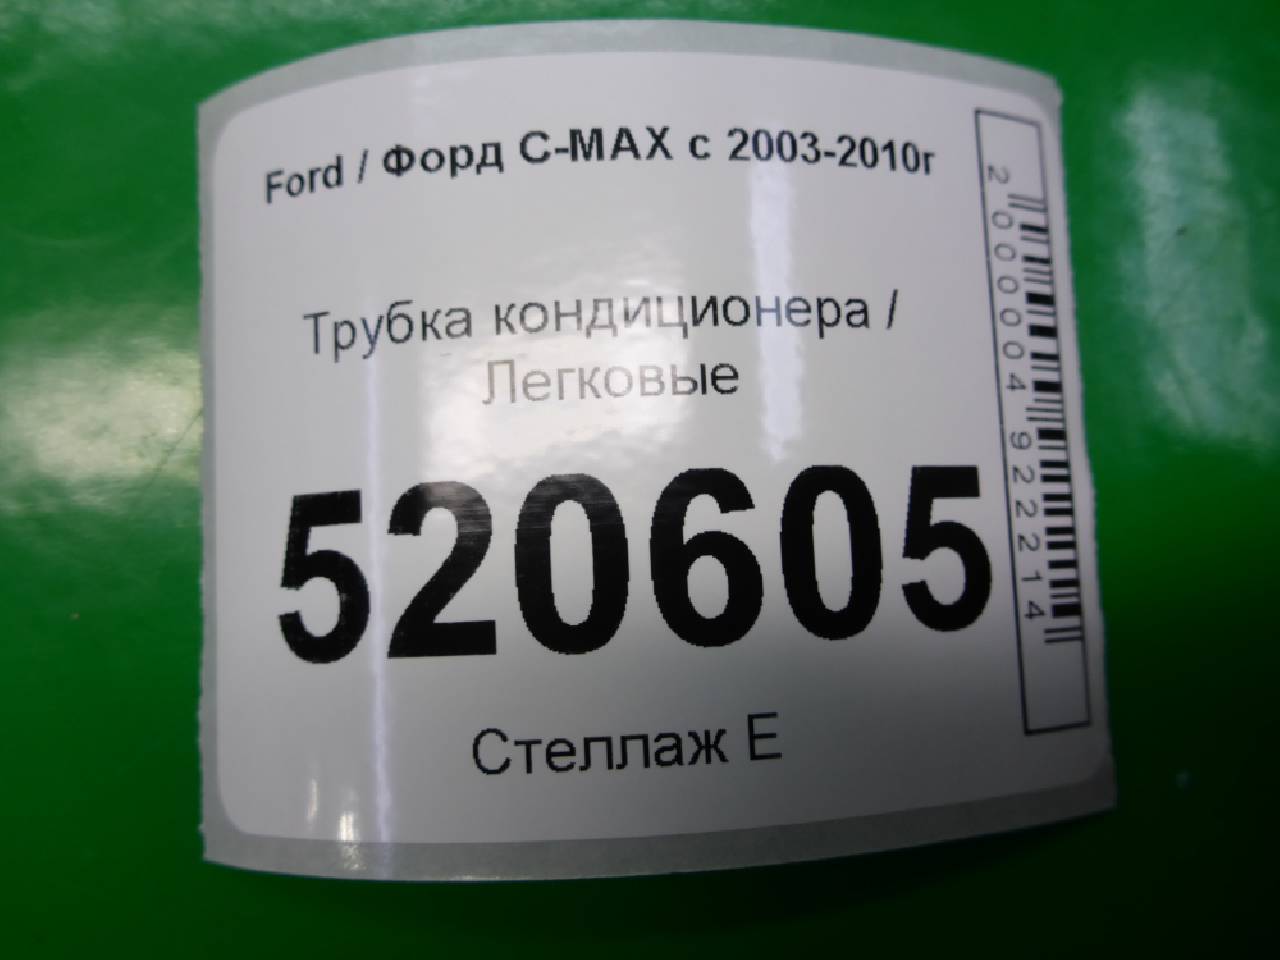 Ford / Форд C-MAX с 2003-2010г
Трубка кондиционера /
Легковые
520605
Стеллаж Е
2000004922214